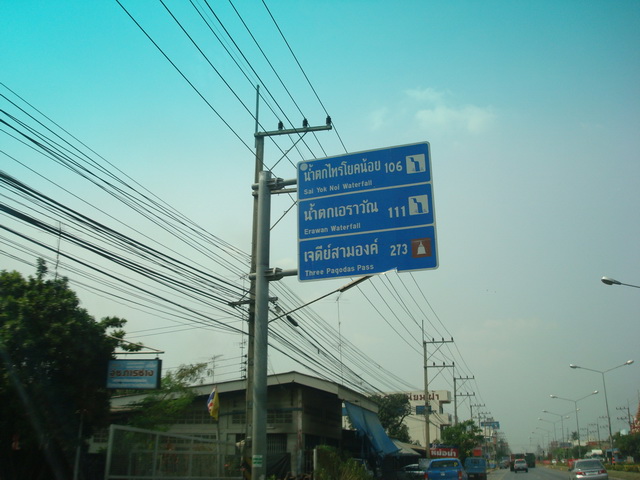 น้ำตกไทรโยคน้อย 106
Sai Yok Noi Waterfall
น้ำตกเอราวัณ 111
Erawan Waterfall
เจดีย์สามองค์ 273
Three Pagodas Pass